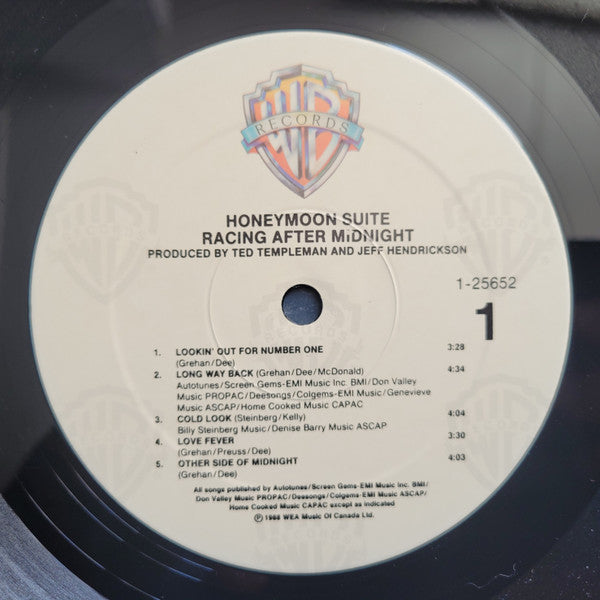 WB
RECORDS
HONEYMOON SUITE
RACING AFTER MIDNIGHT
PRODUCED BY TED TEMPLEMAN AND JEFF HENDRICKSON
1-25652
1
1. LOOKIN' OUT FOR NUMBER ONE 3:28
(Grehan/Dee)
2. LONG WAY BACK (Grehan/Dee/McDonald) 4:34
Autotunes/Screen Gems-EMI Music Inc. BMI/Don Valley
Music PROPAC/Deesongs/Colgems-EMI Music/Genevieve
Music ASCAP/Home Cooked Music CAPAC
3. COLD LOOK (Steinberg/Kelly) 4:04
Billy Steinberg Music/Denise Barry Music ASCAP
4. LOVE FEVER 3:30
(Grehan/Preuss/Dee)
5. OTHER SIDE OF MIDNIGHT 4:03
(Grehan/Dee)
All songs published by Autotunes/Screen Gems-EMI Music Inc. BMI/
Don Valley Music PROPAC/Deesongs/Colgems-EMI Music ASCAP/
Home Cooked Music CAPAC except as indicated
℗ 1988 WEA Music Of Canada Ltd.